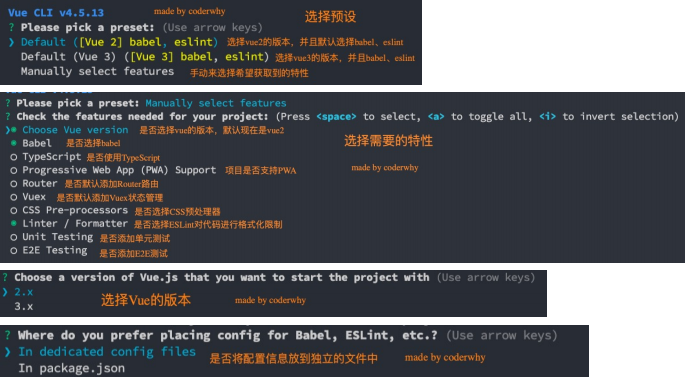 Vue CLI v4.5.13 made by coderwhy 选择预设
? Please pick a preset: (Use arrow keys)
❯ Default ([Vue 2] babel, eslint) 选择vue2的版本，并且默认选择babel、eslint
Default (Vue 3) ([Vue 3] babel, eslint) 选择vue3的版本，并且babel、eslint
Manually select features 手动来选择希望获取到的特性
? Please pick a preset: Manually select features
? Check the features needed for your project: (Press <space> to select, <a> to toggle all, <i> to invert selection)
❯◉ Choose Vue version 是否选择vue的版本，默认现在是vue2
◉ Babel 是否选择babel 选择需要的特性
○ TypeScript 是否使用TypeScript
○ Progressive Web App (PWA) Support 项目是否支持PWA made by coderwhy
○ Router 是否默认添加Router路由
○ Vuex 是否默认添加Vuex状态管理
○ CSS Pre-processors 是否选择CSS预处理器
◉ Linter / Formatter 是否选择ESLint对代码进行格式化限制
○ Unit Testing 是否添加单元测试
○ E2E Testing 是否添加E2E测试
? Choose a version of Vue.js that you want to start the project with (Use arrow keys)
❯ 2.x 选择Vue的版本 made by coderwhy
3.x
? Where do you prefer placing config for Babel, ESLint, etc.? (Use arrow keys)
❯ In dedicated config files 是否将配置信息放到独立的文件中 made by coderwhy
In package.json